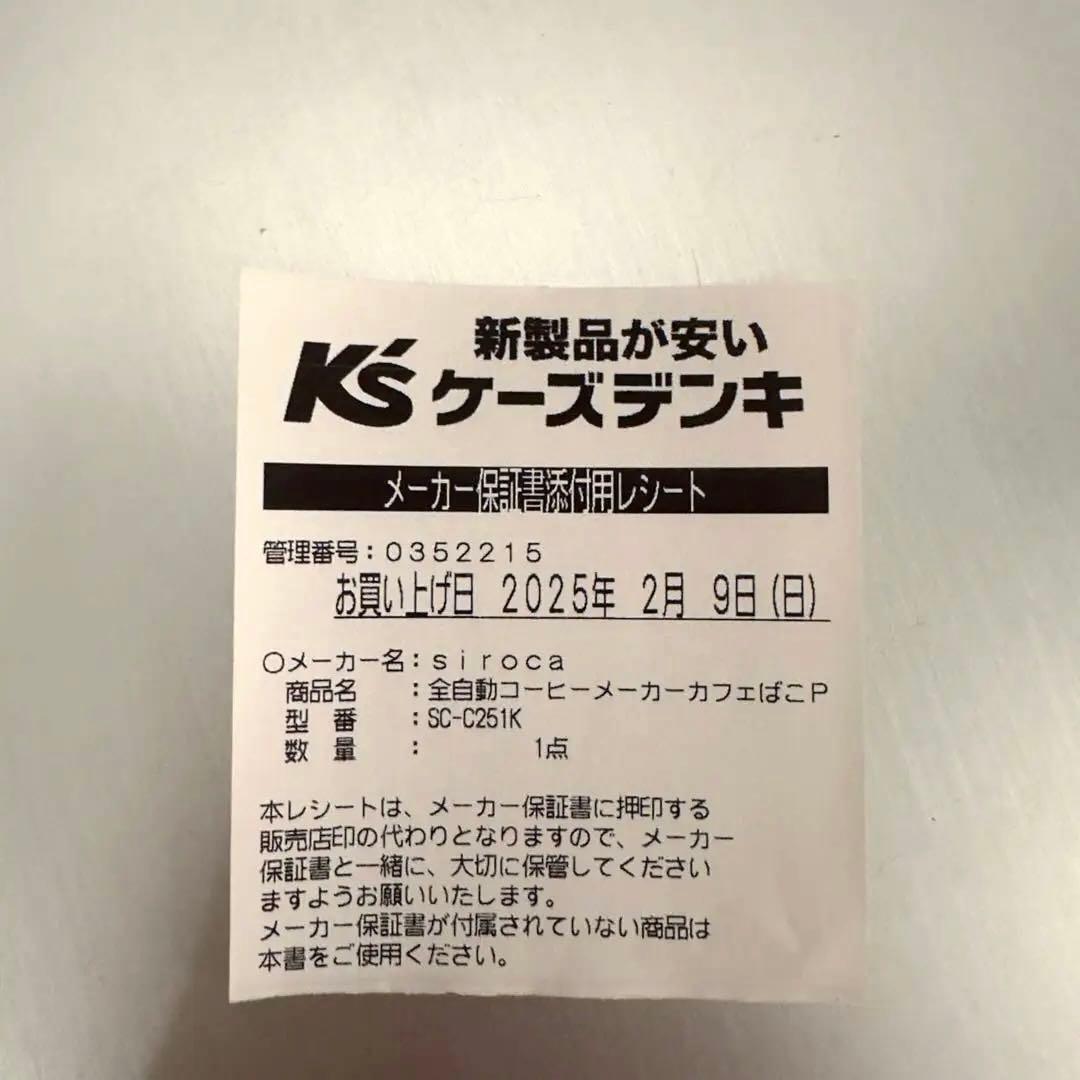 新製品が安い
K's ケーズデンキ
メーカー保証書添付用レシート
管理番号：０３５２２１５
お買い上げ日 ２０２５年 ２月 ９日（日）
○メーカー名：ｓｉｒｏｃａ
商品名 ：全自動コーヒーメーカーカフェばこＰ
型 番 ：SC-C251K
数 量 ： 1点
本レシートは、メーカー保証書に押印する
販売店印の代わりとなりますので、メーカー
保証書と一緒に、大切に保管してください
ますようお願いいたします。
メーカー保証書が付属されていない商品は
本書をご使用ください。